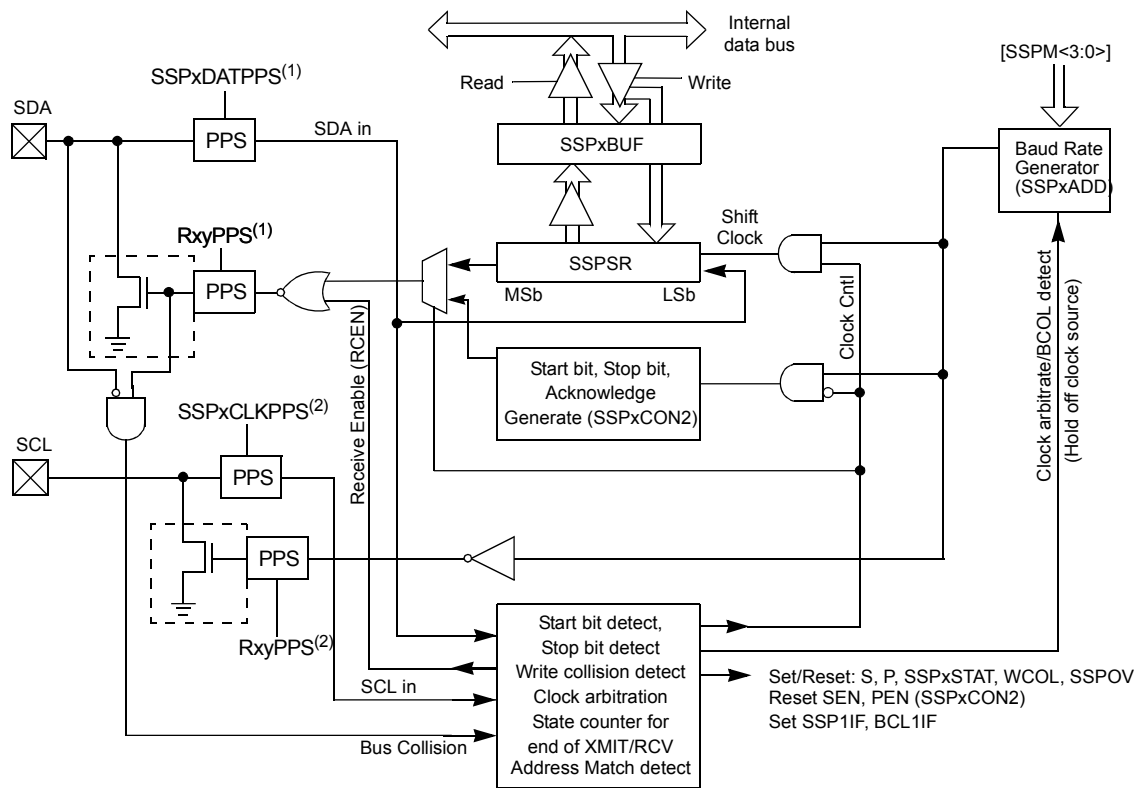 Internal
data bus
[SSPM<3:0>]
Read
Write
SSPxDATPPS(1)
SDA
PPS
SDA in
SSPxBUF
Baud Rate
Generator
(SSPxADD)
Shift
Clock
RxyPPS(1)
PPS
SSPSR
MSb
LSb
Clock Cntl
Clock arbitrate/BCOL detect
(Hold off clock source)
Receive Enable (RCEN)
Start bit, Stop bit,
Acknowledge
Generate (SSPxCON2)
SSPxCLKPPS(2)
SCL
PPS
PPS
RxyPPS(2)
SCL in
Bus Collision
Start bit detect,
Stop bit detect
Write collision detect
Clock arbitration
State counter for
end of XMIT/RCV
Address Match detect
Set/Reset: S, P, SSPxSTAT, WCOL, SSPOV
Reset SEN, PEN (SSPxCON2)
Set SSP1IF, BCL1IF